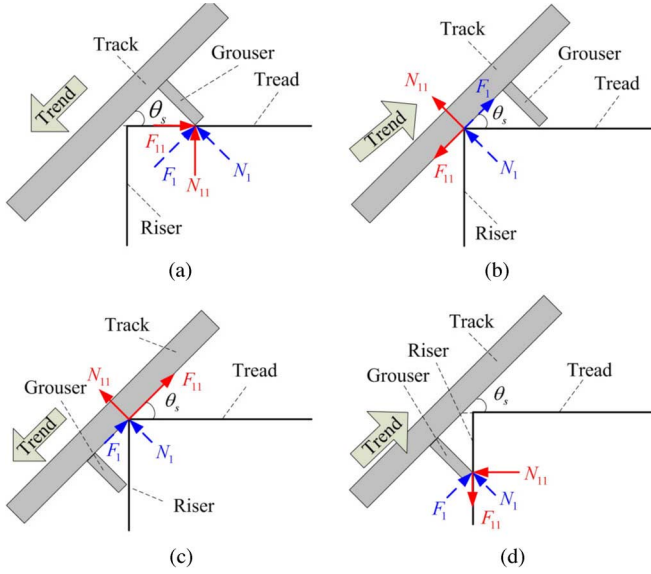 Track
Grouser
Tread
Trend
θs
F11
F1
N11
N1
Riser
(a)
Track
Grouser
Tread
N11
F1
θs
Trend
F11
N1
Riser
(b)
Track
Grouser
Tread
N11
F11
θs
Trend
F1
N1
Riser
(c)
Track
Riser
Grouser
Tread
θs
Trend
N11
F1
N1
F11
(d)